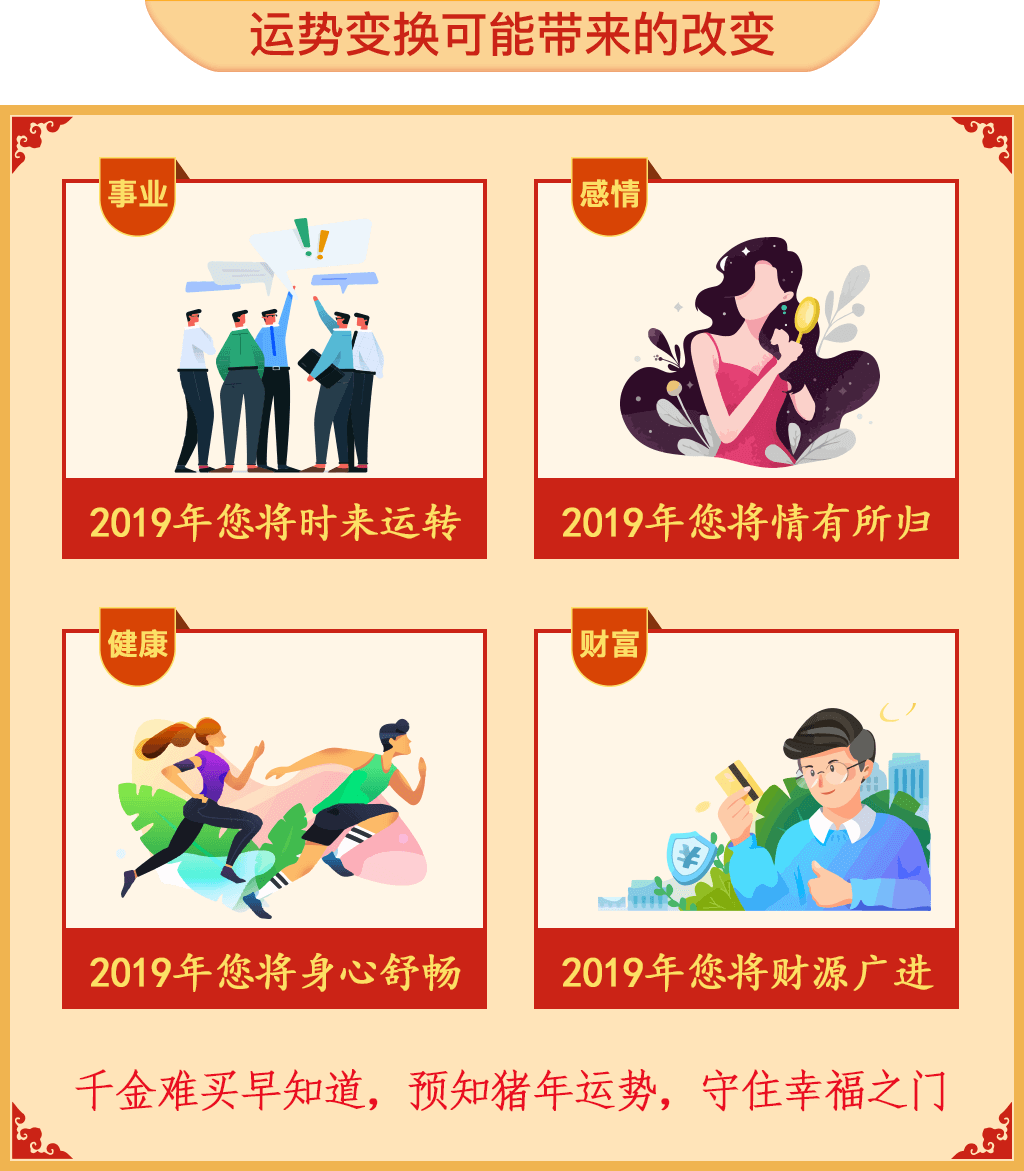 运势变换可能带来的改变
事业
感情
2019年您将时来运转
2019年您将情有所归
健康
财富
¥
2019年您将身心舒畅
2019年您将财源广进
千金难买早知道，预知猪年运势，守住幸福之门